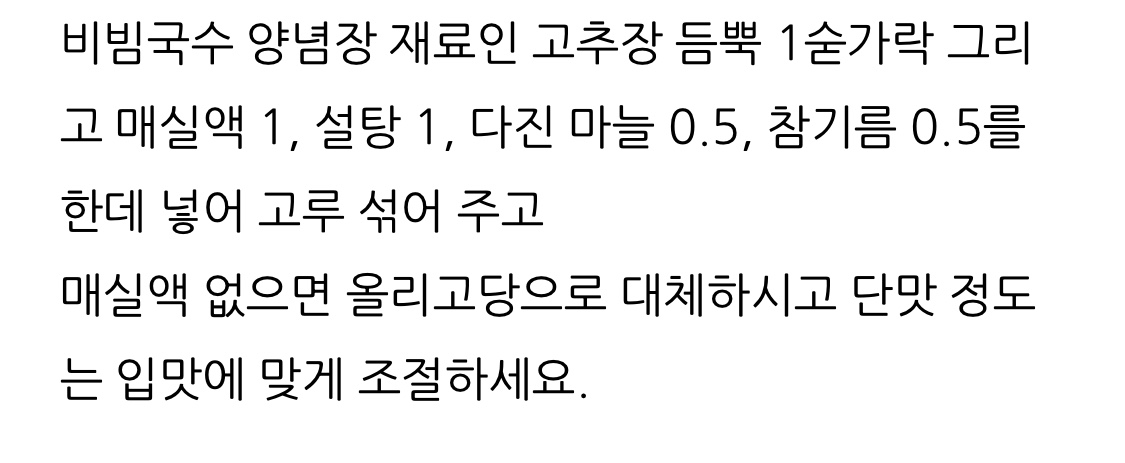 비빔국수 양념장 재료인 고추장 듬뿍 1숟가락 그리
고 매실액 1, 설탕 1, 다진 마늘 0.5, 참기름 0.5를
한데 넣어 고루 섞어 주고
매실액 없으면 올리고당으로 대체하시고 단맛 정도
는 입맛에 맞게 조절하세요.